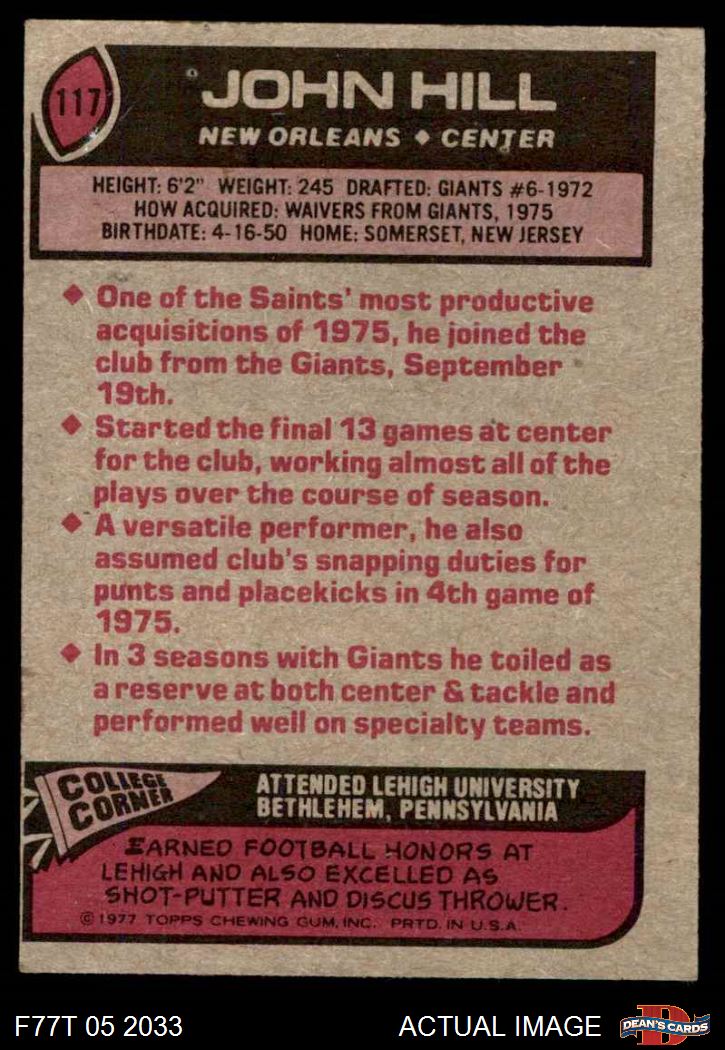 117
JOHN HILL
NEW ORLEANS ♦ CENTER
HEIGHT: 6'2" WEIGHT: 245 DRAFTED: GIANTS #6-1972
HOW ACQUIRED: WAIVERS FROM GIANTS, 1975
BIRTHDATE: 4-16-50 HOME: SOMERSET, NEW JERSEY
♦ One of the Saints' most productive
acquisitions of 1975, he joined the
club from the Giants, September
19th.
♦ Started the final 13 games at center
for the club, working almost all of the
plays over the course of season.
♦ A versatile performer, he also
assumed club's snapping duties for
punts and placekicks in 4th game of
1975.
♦ In 3 seasons with Giants he toiled as
a reserve at both center & tackle and
performed well on specialty teams.
COLLEGE
CORNER
ATTENDED LEHIGH UNIVERSITY
BETHLEHEM, PENNSYLVANIA
EARNED FOOTBALL HONORS AT
LEHIGH AND ALSO EXCELLED AS
SHOT-PUTTER AND DISCUS THROWER.
© 1977 TOPPS CHEWING GUM, INC. PRTD. IN U.S.A.
F77T 05 2033 ACTUAL IMAGE
D
DEAN'S CARDS